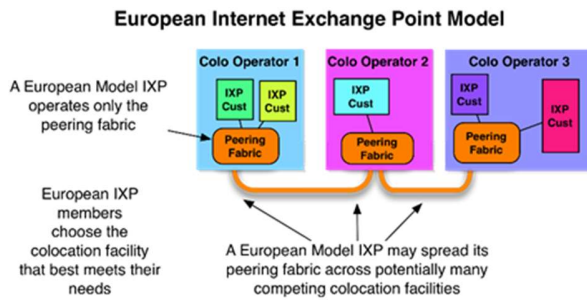 European Internet Exchange Point Model
Colo Operator 1
Colo Operator 2
Colo Operator 3
A European Model IXP
operates only the
peering fabric
IXP
Cust
IXP
Cust
Peering
Fabric
IXP
Cust
Peering
Fabric
IXP
Cust
IXP
Cust
Peering
Fabric
European IXP
members
choose the
colocation facility
that best meets their
needs
A European Model IXP may spread its
peering fabric across potentially many
competing colocation facilities